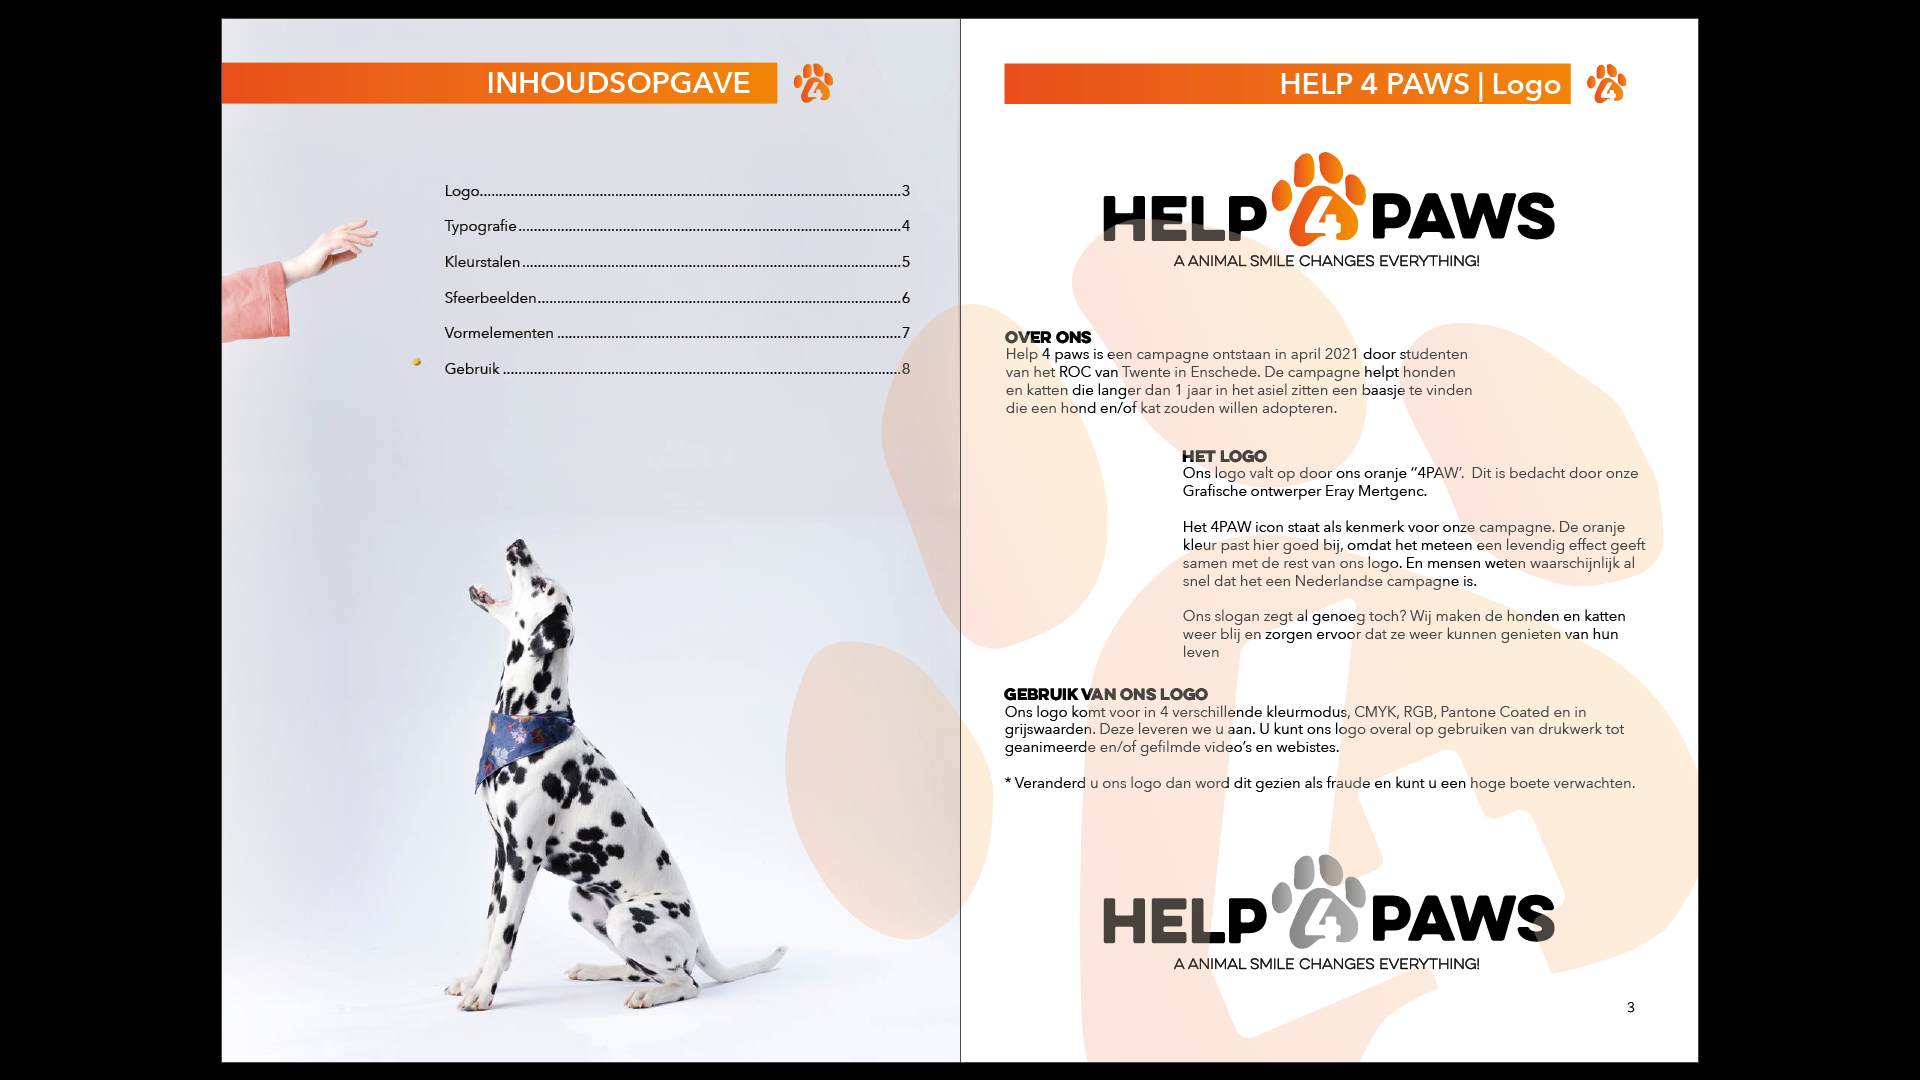 INHOUDSOPGAVE
4
Logo............................................................................................................3
Typografie...................................................................................................4
Kleurstalen..................................................................................................5
Sfeerbeelden..............................................................................................6
Vormelementen .........................................................................................7
Gebruik .......................................................................................................8
HELP 4 PAWS | Logo
4
HELP 4 PAWS
A ANIMAL SMILE CHANGES EVERYTHING!
OVER ONS
Help 4 paws is een campagne ontstaan in april 2021 door studenten
van het ROC van Twente in Enschede. De campagne helpt honden
en katten die langer dan 1 jaar in het asiel zitten een baasje te vinden
die een hond en/of kat zouden willen adopteren.
HET LOGO
Ons logo valt op door ons oranje ‘’4PAW’.  Dit is bedacht door onze
Grafische ontwerper Eray Mertgenc.
Het 4PAW icon staat als kenmerk voor onze campagne. De oranje
kleur past hier goed bij, omdat het meteen een levendig effect geeft
samen met de rest van ons logo. En mensen weten waarschijnlijk al
snel dat het een Nederlandse campagne is.
Ons slogan zegt al genoeg toch? Wij maken de honden en katten
weer blij en zorgen ervoor dat ze weer kunnen genieten van hun
leven
GEBRUIK VAN ONS LOGO
Ons logo komt voor in 4 verschillende kleurmodus, CMYK, RGB, Pantone Coated en in
grijswaarden. Deze leveren we u aan. U kunt ons logo overal op gebruiken van drukwerk tot
geanimeerde en/of gefilmde video’s en webistes.
* Veranderd u ons logo dan word dit gezien als fraude en kunt u een hoge boete verwachten.
HELP 4 PAWS
A ANIMAL SMILE CHANGES EVERYTHING!
3